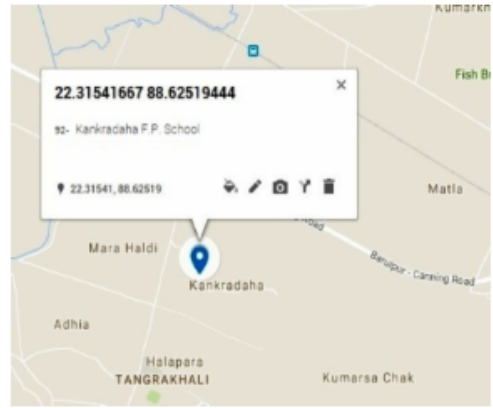 Kumarkh
Fish B
22.31541667 88.62519444
92- Kankradaha F.P. School
22.31541, 88.62519
Matla
Road
Baruipur - Canning Road
Mara Haldi
Kankradaha
Adhia
Halapara
TANGRAKHALI
Kumarsa Chak